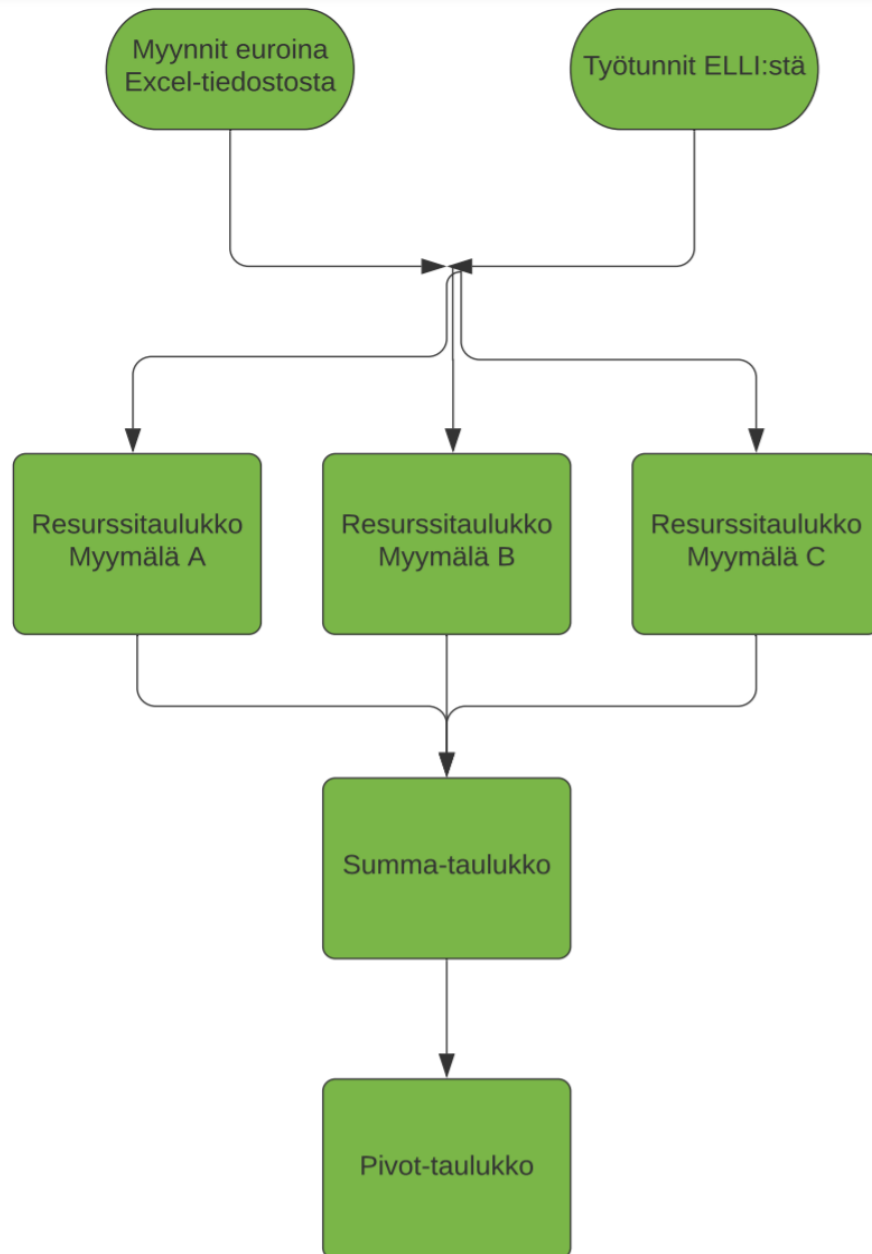 Myynnit euroina
Excel-tiedostosta
Työtunnit ELLI:stä
Resurssitaulukko
Myymälä A
Resurssitaulukko
Myymälä B
Resurssitaulukko
Myymälä C
Summa-taulukko
Pivot-taulukko